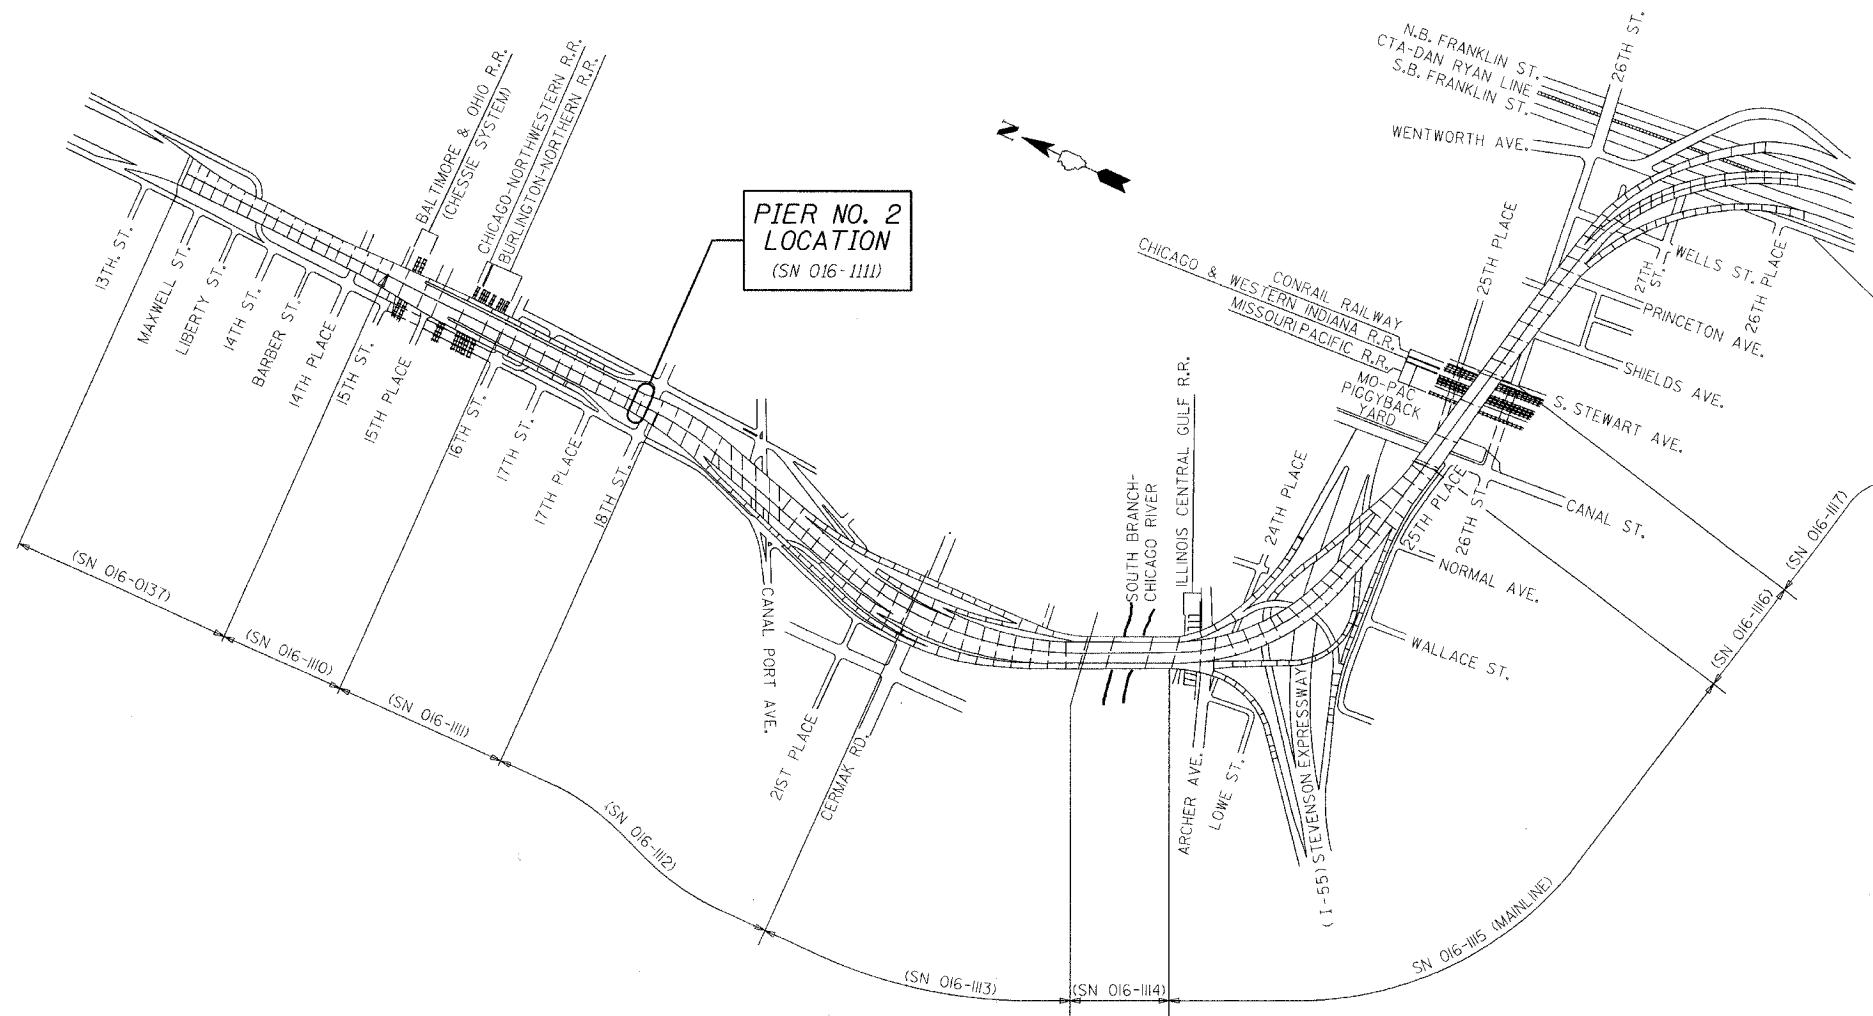 N.B. FRANKLIN ST.
CTA-DAN RYAN LINE
S.B. FRANKLIN ST.
26TH ST.
WENTWORTH AVE.
BALTIMORE & OHIO R.R.
(CHESSIE SYSTEM)
CHICAGO-NORTHWESTERN R.R.
BURLINGTON-NORTHERN R.R.
N
PIER NO. 2
LOCATION
(SN 016-1111)
13TH. ST.
MAXWELL ST.
LIBERTY ST.
14TH ST.
BARBER ST.
14TH PLACE
15TH ST.
15TH PLACE
16TH ST.
17TH ST.
17TH PLACE
18TH ST.
CHICAGO & WESTERN INDIANA R.R.
CONRAIL RAILWAY
MISSOURI PACIFIC R.R.
MO-PAC
PIGGYBACK
YARD
25TH PLACE
27TH
ST.
WELLS ST.
26TH PLACE
PRINCETON AVE.
SHIELDS AVE.
S. STEWART AVE.
CANAL ST.
25TH PLACE
26TH ST.
NORMAL AVE.
WALLACE ST.
24TH PLACE
ILLINOIS CENTRAL GULF R.R.
SOUTH BRANCH-
CHICAGO RIVER
CANAL PORT AVE.
21ST PLACE
CERMAK RD.
ARCHER AVE.
LOWE ST.
(I-55) STEVENSON EXPRESSWAY
(SN 016-0137)
(SN 016-1110)
(SN 016-1111)
(SN 016-1112)
(SN 016-1113)
(SN 016-1114)
SN 016-1115 (MAINLINE)
(SN 016-1116)
(SN 016-1117)